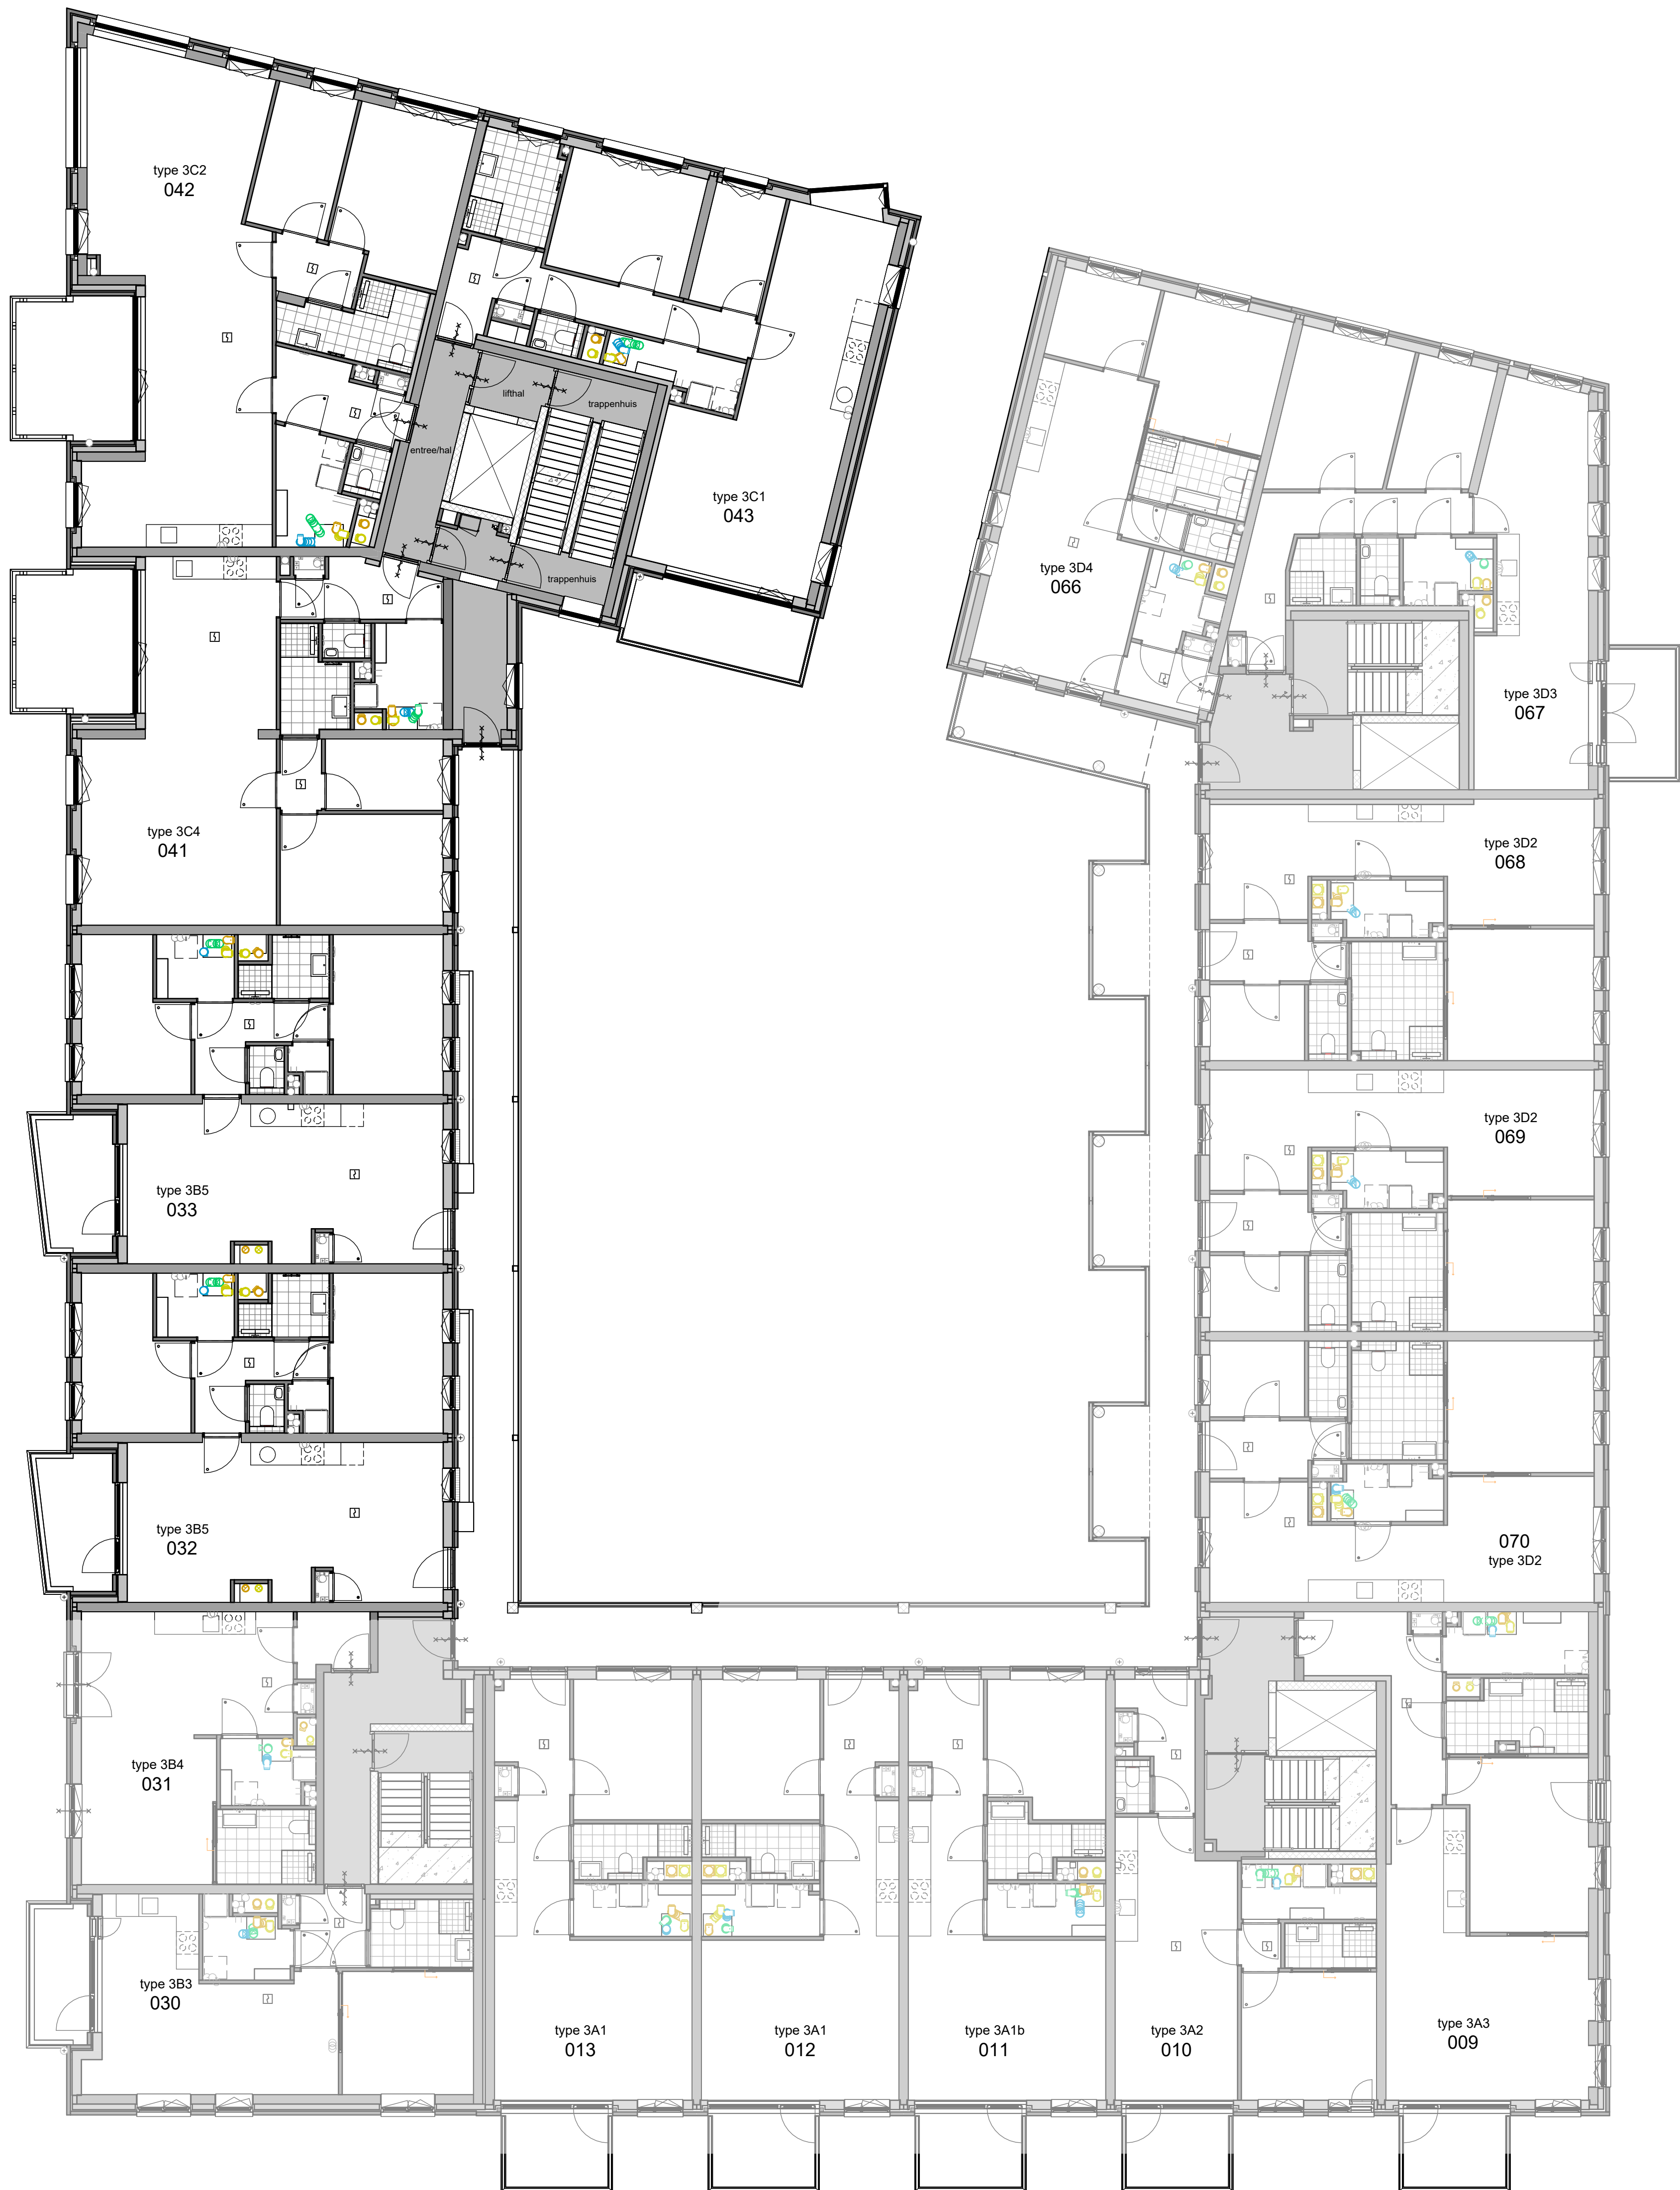 type 3C2
042
lifthal
trappenhuis
entree/hal
type 3C1
043
trappenhuis
type 3D4
066
type 3D3
067
type 3C4
041
type 3D2
068
type 3D2
069
type 3B5
033
type 3B5
032
070
type 3D2
type 3B4
031
type 3B3
030
type 3A1
013
type 3A1
012
type 3A1b
011
type 3A2
010
type 3A3
009